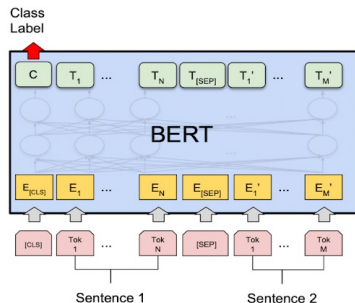 Class
Label
C T1 ... TN T[SEP] T1' ... TM'
BERT
E[CLS] E1 ... EN E[SEP] E1' ... EM'
[CLS] Tok 1 ... Tok N [SEP] Tok 1 ... Tok M
Sentence 1 Sentence 2